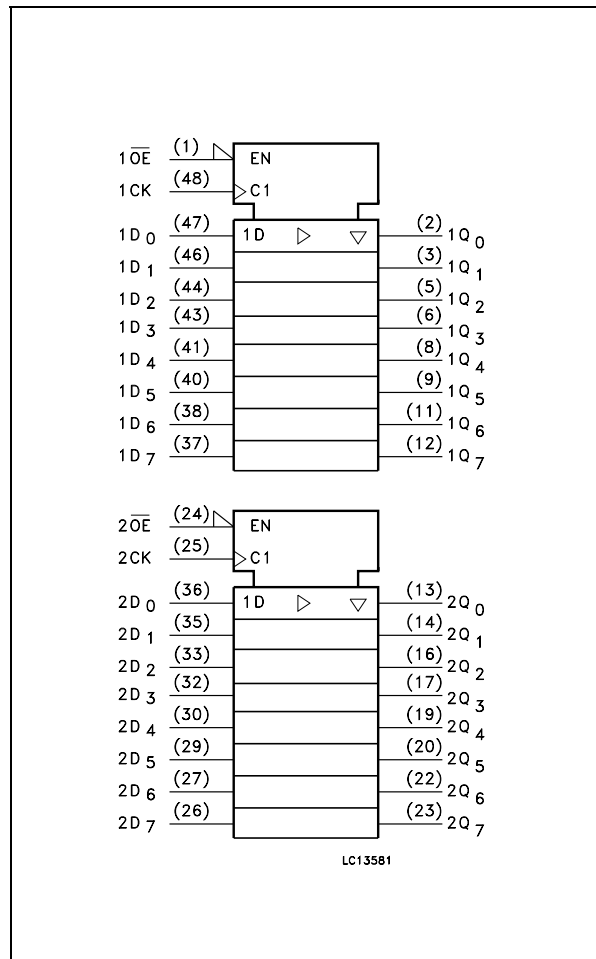 1O̅E̅ (1) EN
1CK (48) C1
1D0 (47) 1D (2) 1Q0
1D1 (46) (3) 1Q1
1D2 (44) (5) 1Q2
1D3 (43) (6) 1Q3
1D4 (41) (8) 1Q4
1D5 (40) (9) 1Q5
1D6 (38) (11) 1Q6
1D7 (37) (12) 1Q7
2O̅E̅ (24) EN
2CK (25) C1
2D0 (36) 1D (13) 2Q0
2D1 (35) (14) 2Q1
2D2 (33) (16) 2Q2
2D3 (32) (17) 2Q3
2D4 (30) (19) 2Q4
2D5 (29) (20) 2Q5
2D6 (27) (22) 2Q6
2D7 (26) (23) 2Q7
LC13581